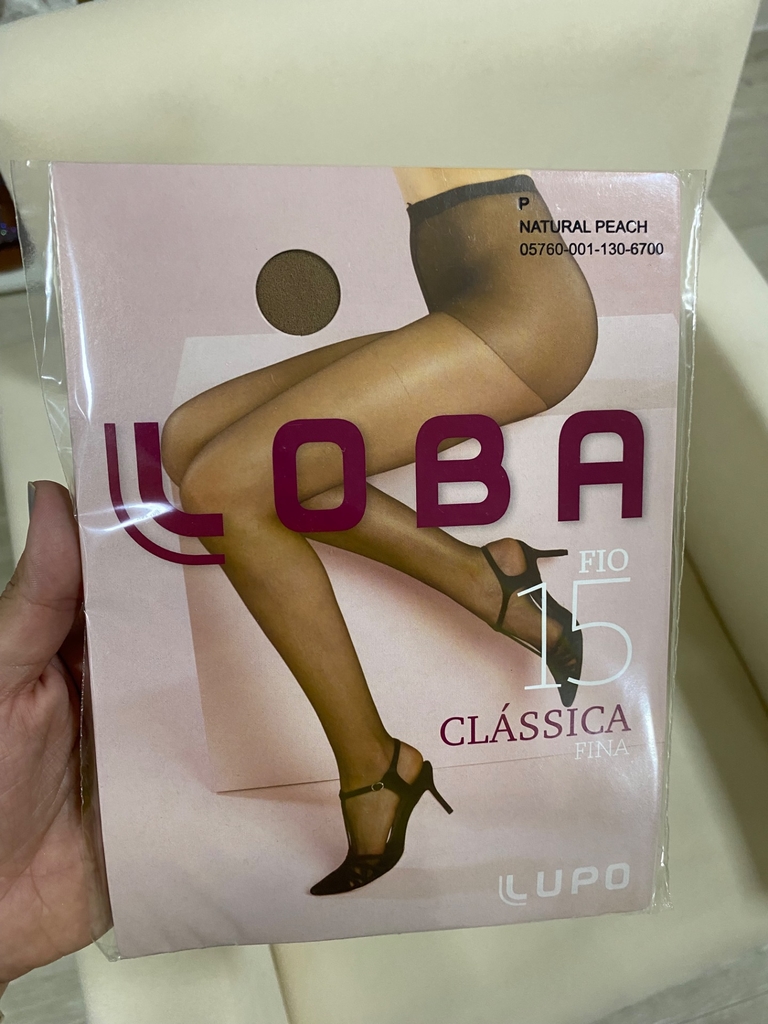 P
NATURAL PEACH
05760-001-130-6700
LOBA
FIO
15
CLÁSSICA
FINA
LUPO